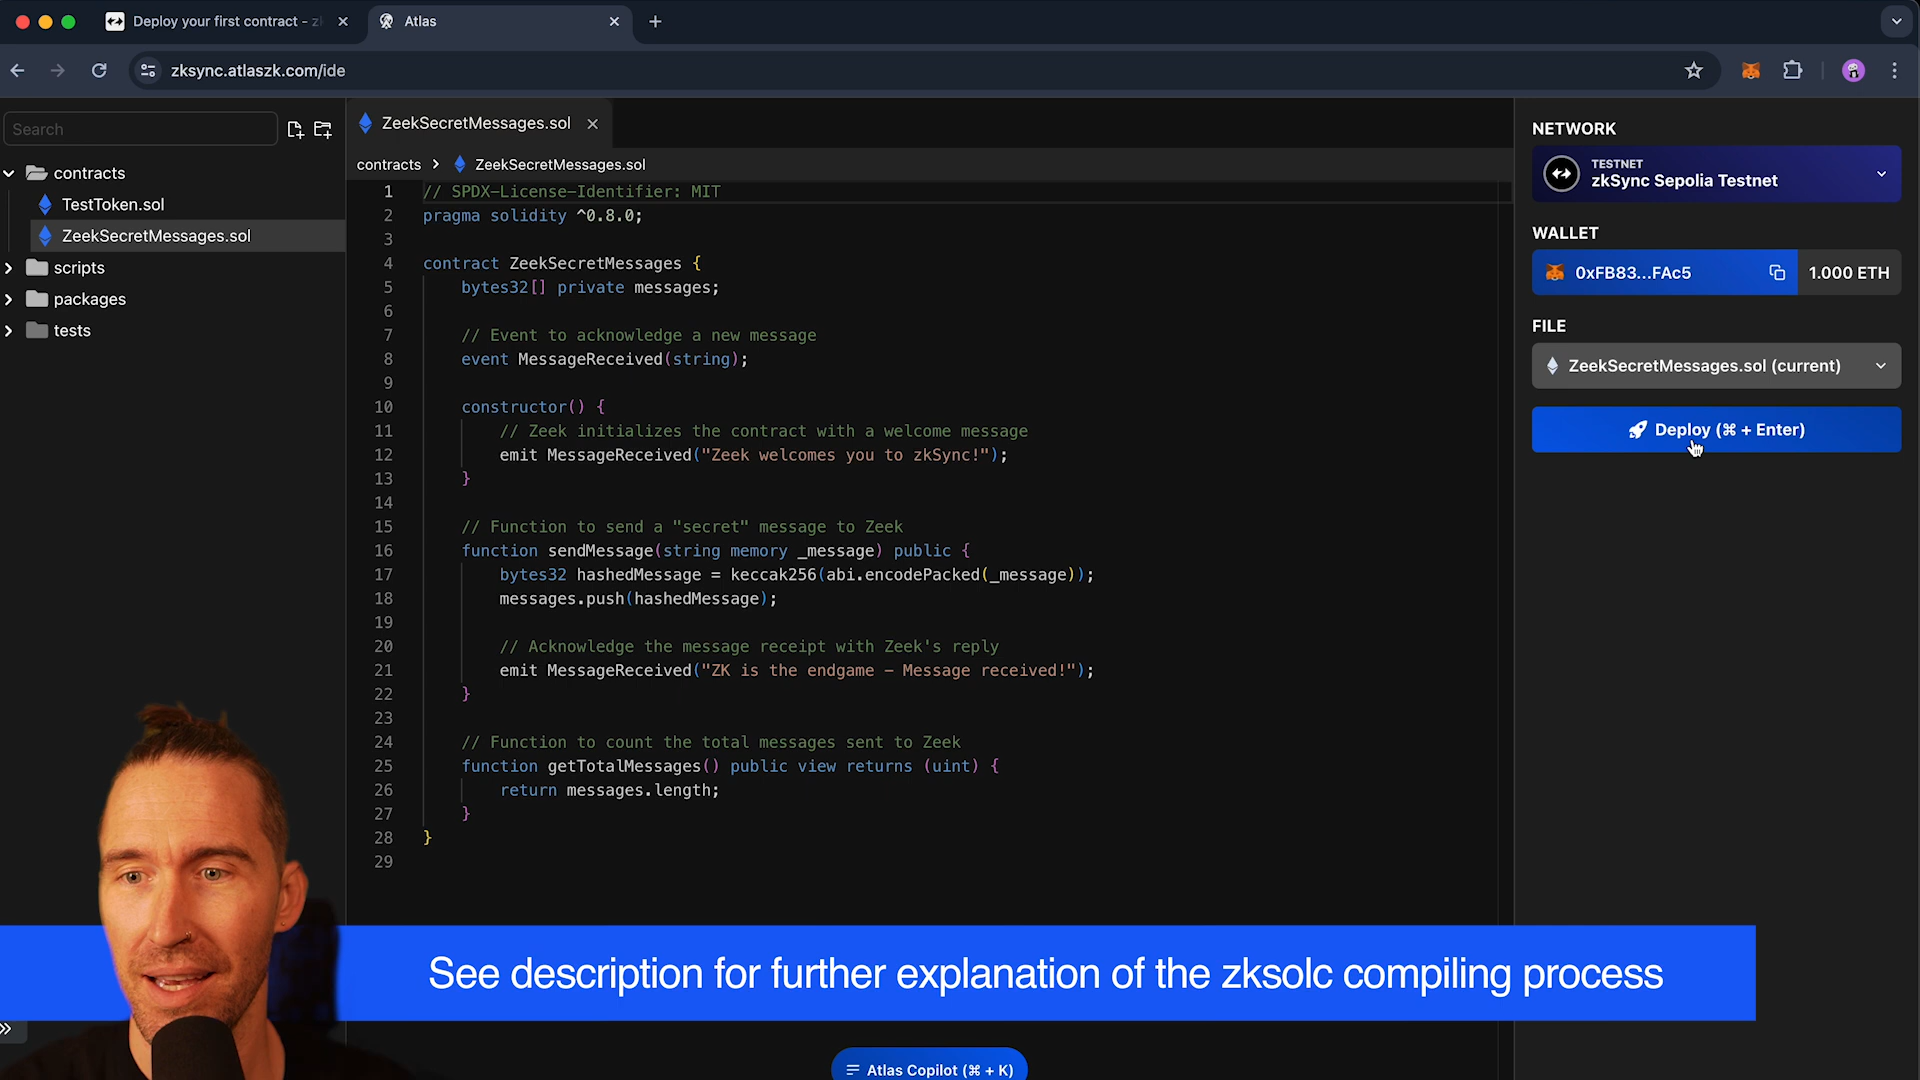 Deploy your first contract - zk
Atlas
zksync.atlaszk.com/ide
Search
contracts
TestToken.sol
ZeekSecretMessages.sol
scripts
packages
tests
ZeekSecretMessages.sol
contracts > ZeekSecretMessages.sol
1 // SPDX-License-Identifier: MIT
2 pragma solidity ^0.8.0;
3
4 contract ZeekSecretMessages {
5 bytes32[] private messages;
6
7 // Event to acknowledge a new message
8 event MessageReceived(string);
9
10 constructor() {
11 // Zeek initializes the contract with a welcome message
12 emit MessageReceived("Zeek welcomes you to zkSync!");
13 }
14
15 // Function to send a "secret" message to Zeek
16 function sendMessage(string memory _message) public {
17 bytes32 hashedMessage = keccak256(abi.encodePacked(_message));
18 messages.push(hashedMessage);
19
20 // Acknowledge the message receipt with Zeek's reply
21 emit MessageReceived("ZK is the endgame – Message received!");
22 }
23
24 // Function to count the total messages sent to Zeek
25 function getTotalMessages() public view returns (uint) {
26 return messages.length;
27 }
28 }
29
NETWORK
TESTNET
zkSync Sepolia Testnet
WALLET
0xFB83...FAc5 1.000 ETH
FILE
ZeekSecretMessages.sol (current)
Deploy (⌘ + Enter)
See description for further explanation of the zksolc compiling process
Atlas Copilot (⌘ + K)